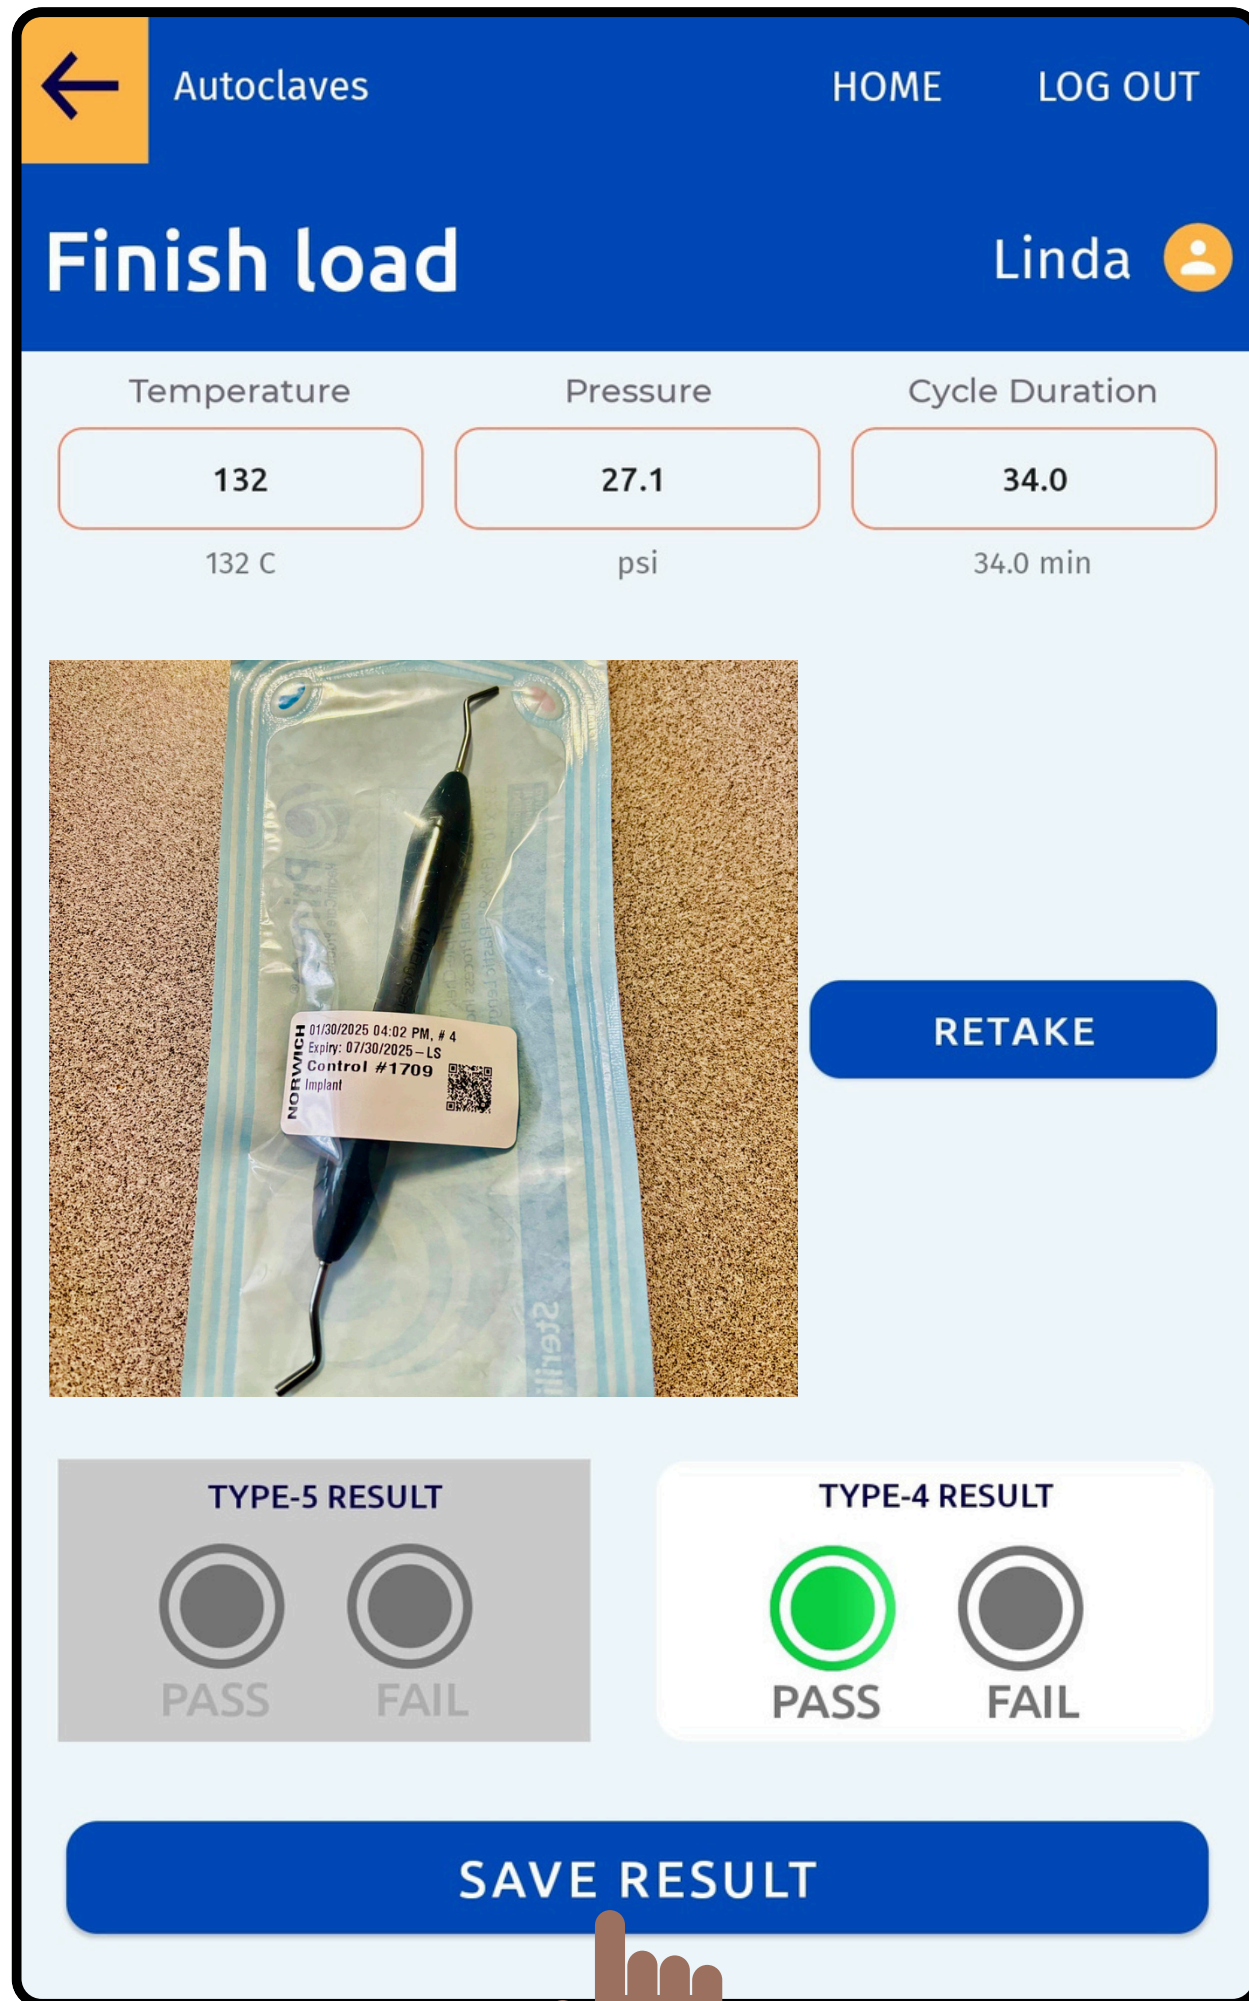 Autoclaves
HOME
LOG OUT
Finish load
Linda
Temperature
Pressure
Cycle Duration
132
27.1
34.0
132 C
psi
34.0 min
NORWICH
01/30/2025 04:02 PM, # 4
Expiry: 07/30/2025 – LS
Control #1709
Implant
Sterili
RETAKE
TYPE-5 RESULT
TYPE-4 RESULT
PASS
FAIL
PASS
FAIL
SAVE RESULT